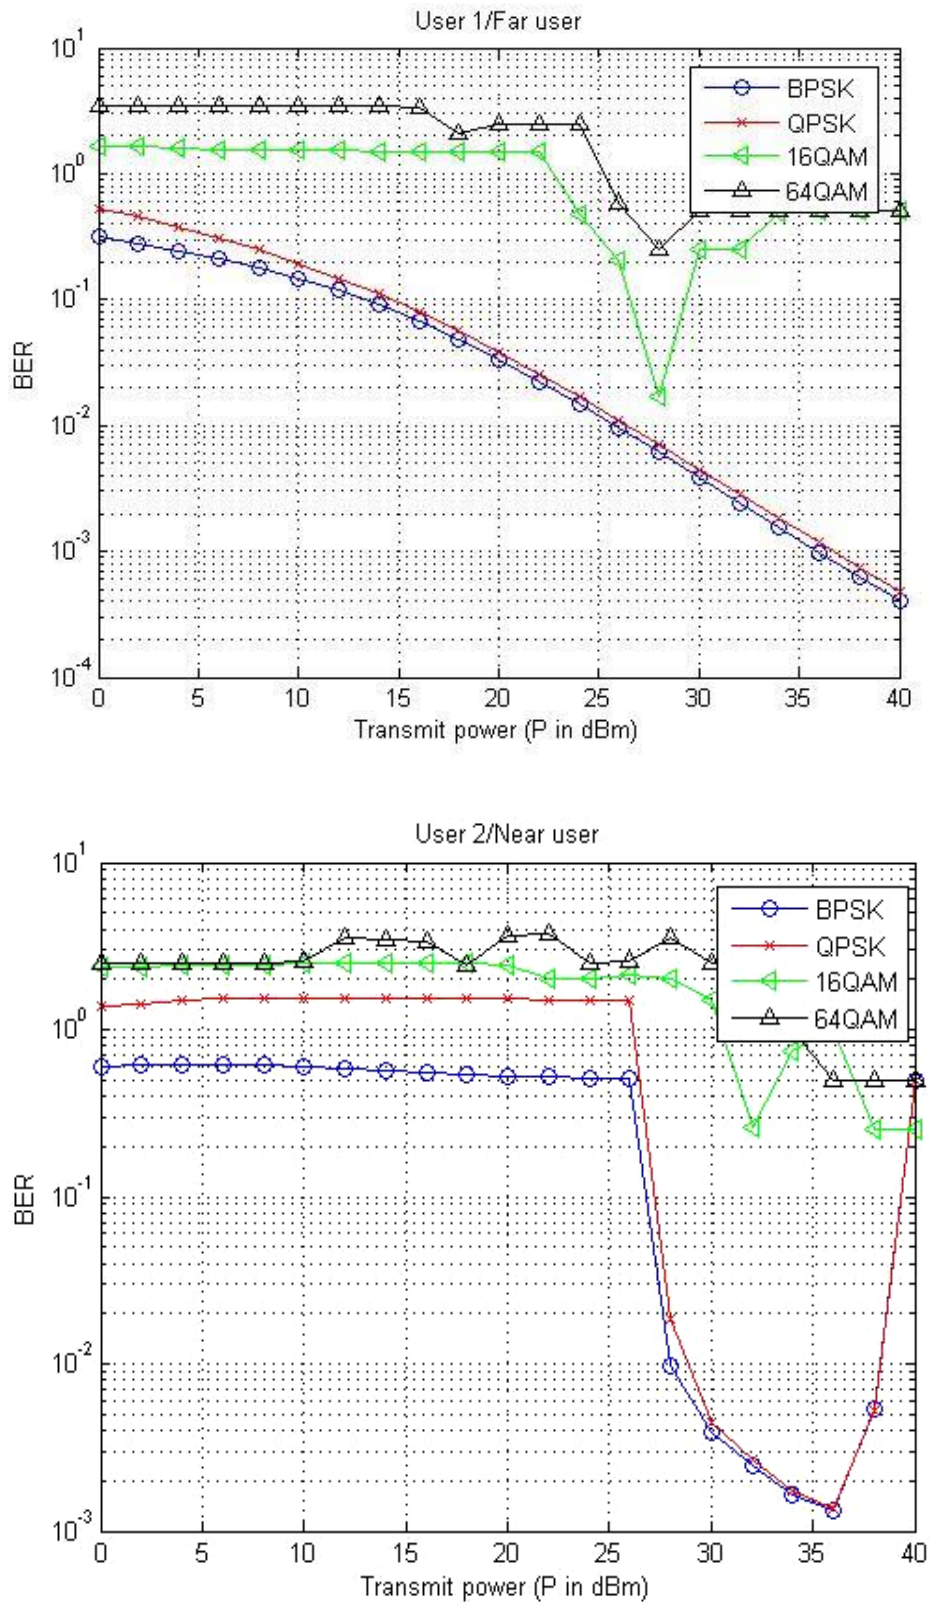 User 1/Far user
10^1
10^0
10^-1
10^-2
10^-3
10^-4
BER
BPSK
QPSK
16QAM
64QAM
0 5 10 15 20 25 30 35 40
Transmit power (P in dBm)
User 2/Near user
10^1
10^0
10^-1
10^-2
10^-3
BER
BPSK
QPSK
16QAM
64QAM
0 5 10 15 20 25 30 35 40
Transmit power (P in dBm)